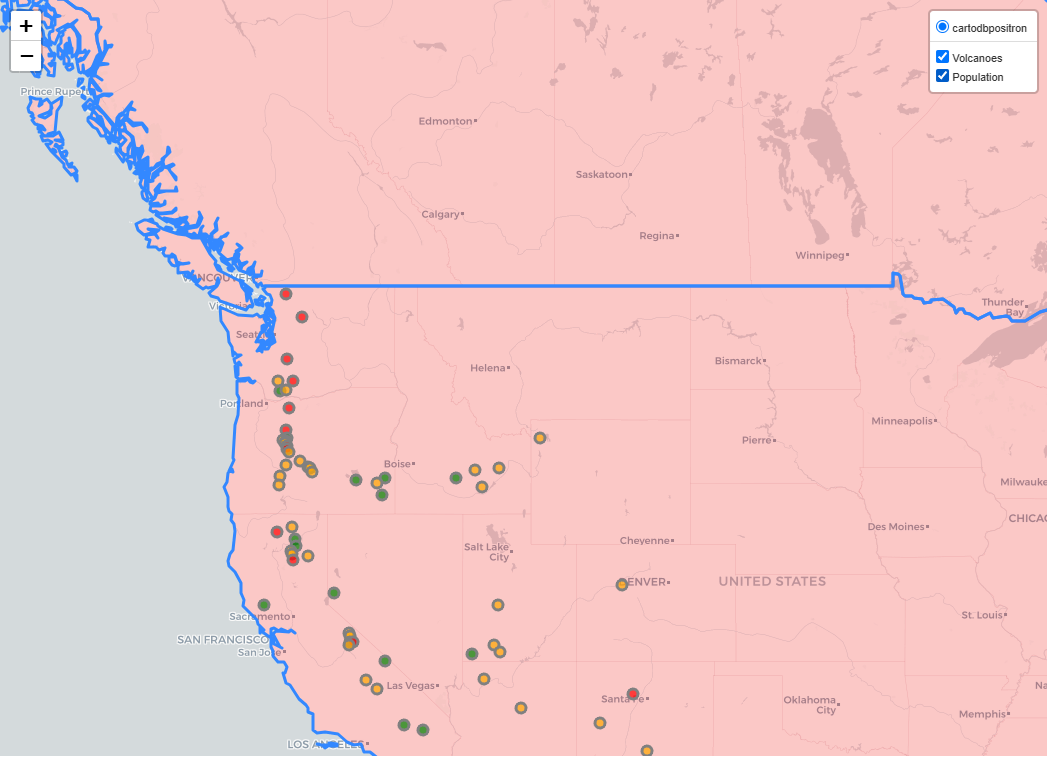 +
−
cartodbpositron
Volcanoes
Population
Prince Rupert
Edmonton
Saskatoon
Calgary
Regina
Winnipeg
VANCOUVER
Victoria
Thunder
Bay
Seattle
Bismarck
Helena
Portland
Minneapolis
Pierre
Boise
Milwauke
CHICAG
Des Moines
Cheyenne
Salt Lake
City
DENVER
UNITED STATES
Sacramento
St. Louis
SAN FRANCISCO
San Jose
Las Vegas
Santa Fe
Oklahoma
City
Na
Memphis
LOS ANGELES